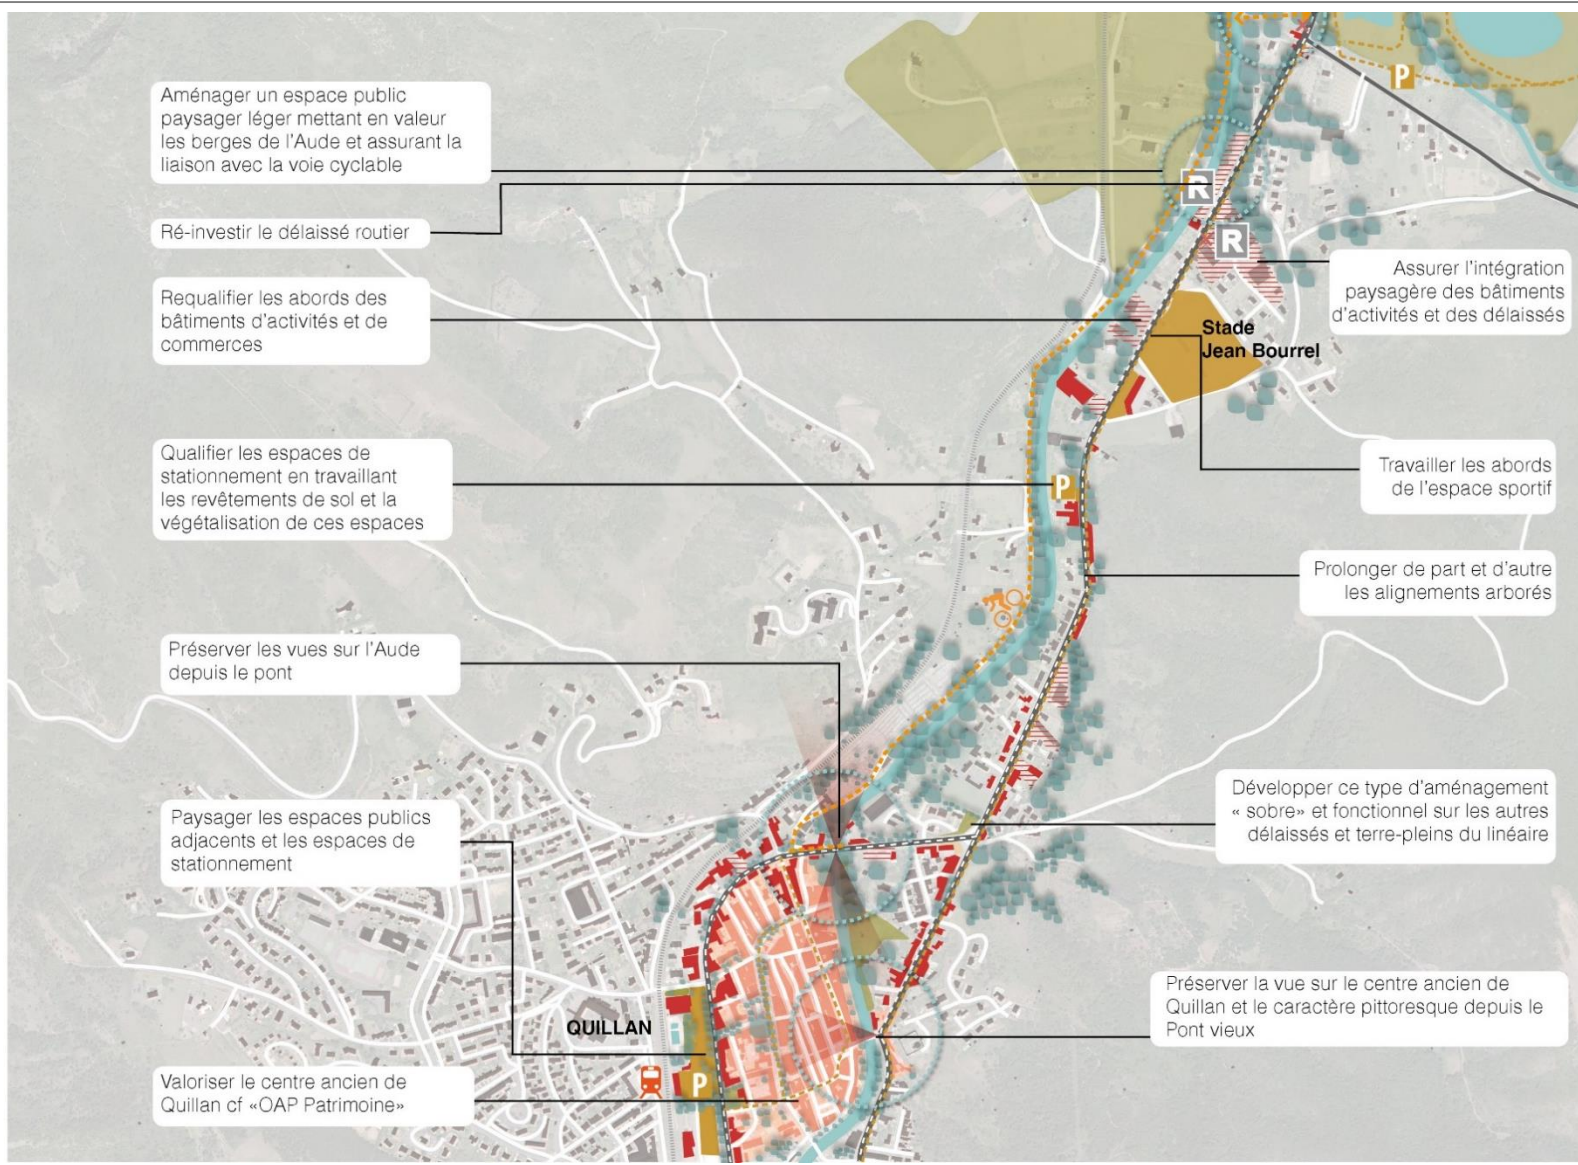 Aménager un espace public
paysager léger mettant en valeur
les berges de l'Aude et assurant la
liaison avec la voie cyclable
Ré-investir le délaissé routier
Requalifier les abords des
bâtiments d'activités et de
commerces
Qualifier les espaces de
stationnement en travaillant
les revêtements de sol et la
végétalisation de ces espaces
Préserver les vues sur l'Aude
depuis le pont
Paysager les espaces publics
adjacents et les espaces de
stationnement
Valoriser le centre ancien de
Quillan cf «OAP Patrimoine»
P
R
R
Assurer l'intégration
paysagère des bâtiments
d'activités et des délaissés
Stade
Jean Bourrel
Travailler les abords
de l'espace sportif
P
Prolonger de part et d'autre
les alignements arborés
Développer ce type d'aménagement
« sobre» et fonctionnel sur les autres
délaissés et terre-pleins du linéaire
Préserver la vue sur le centre ancien de
Quillan et le caractère pittoresque depuis le
Pont vieux
QUILLAN
P